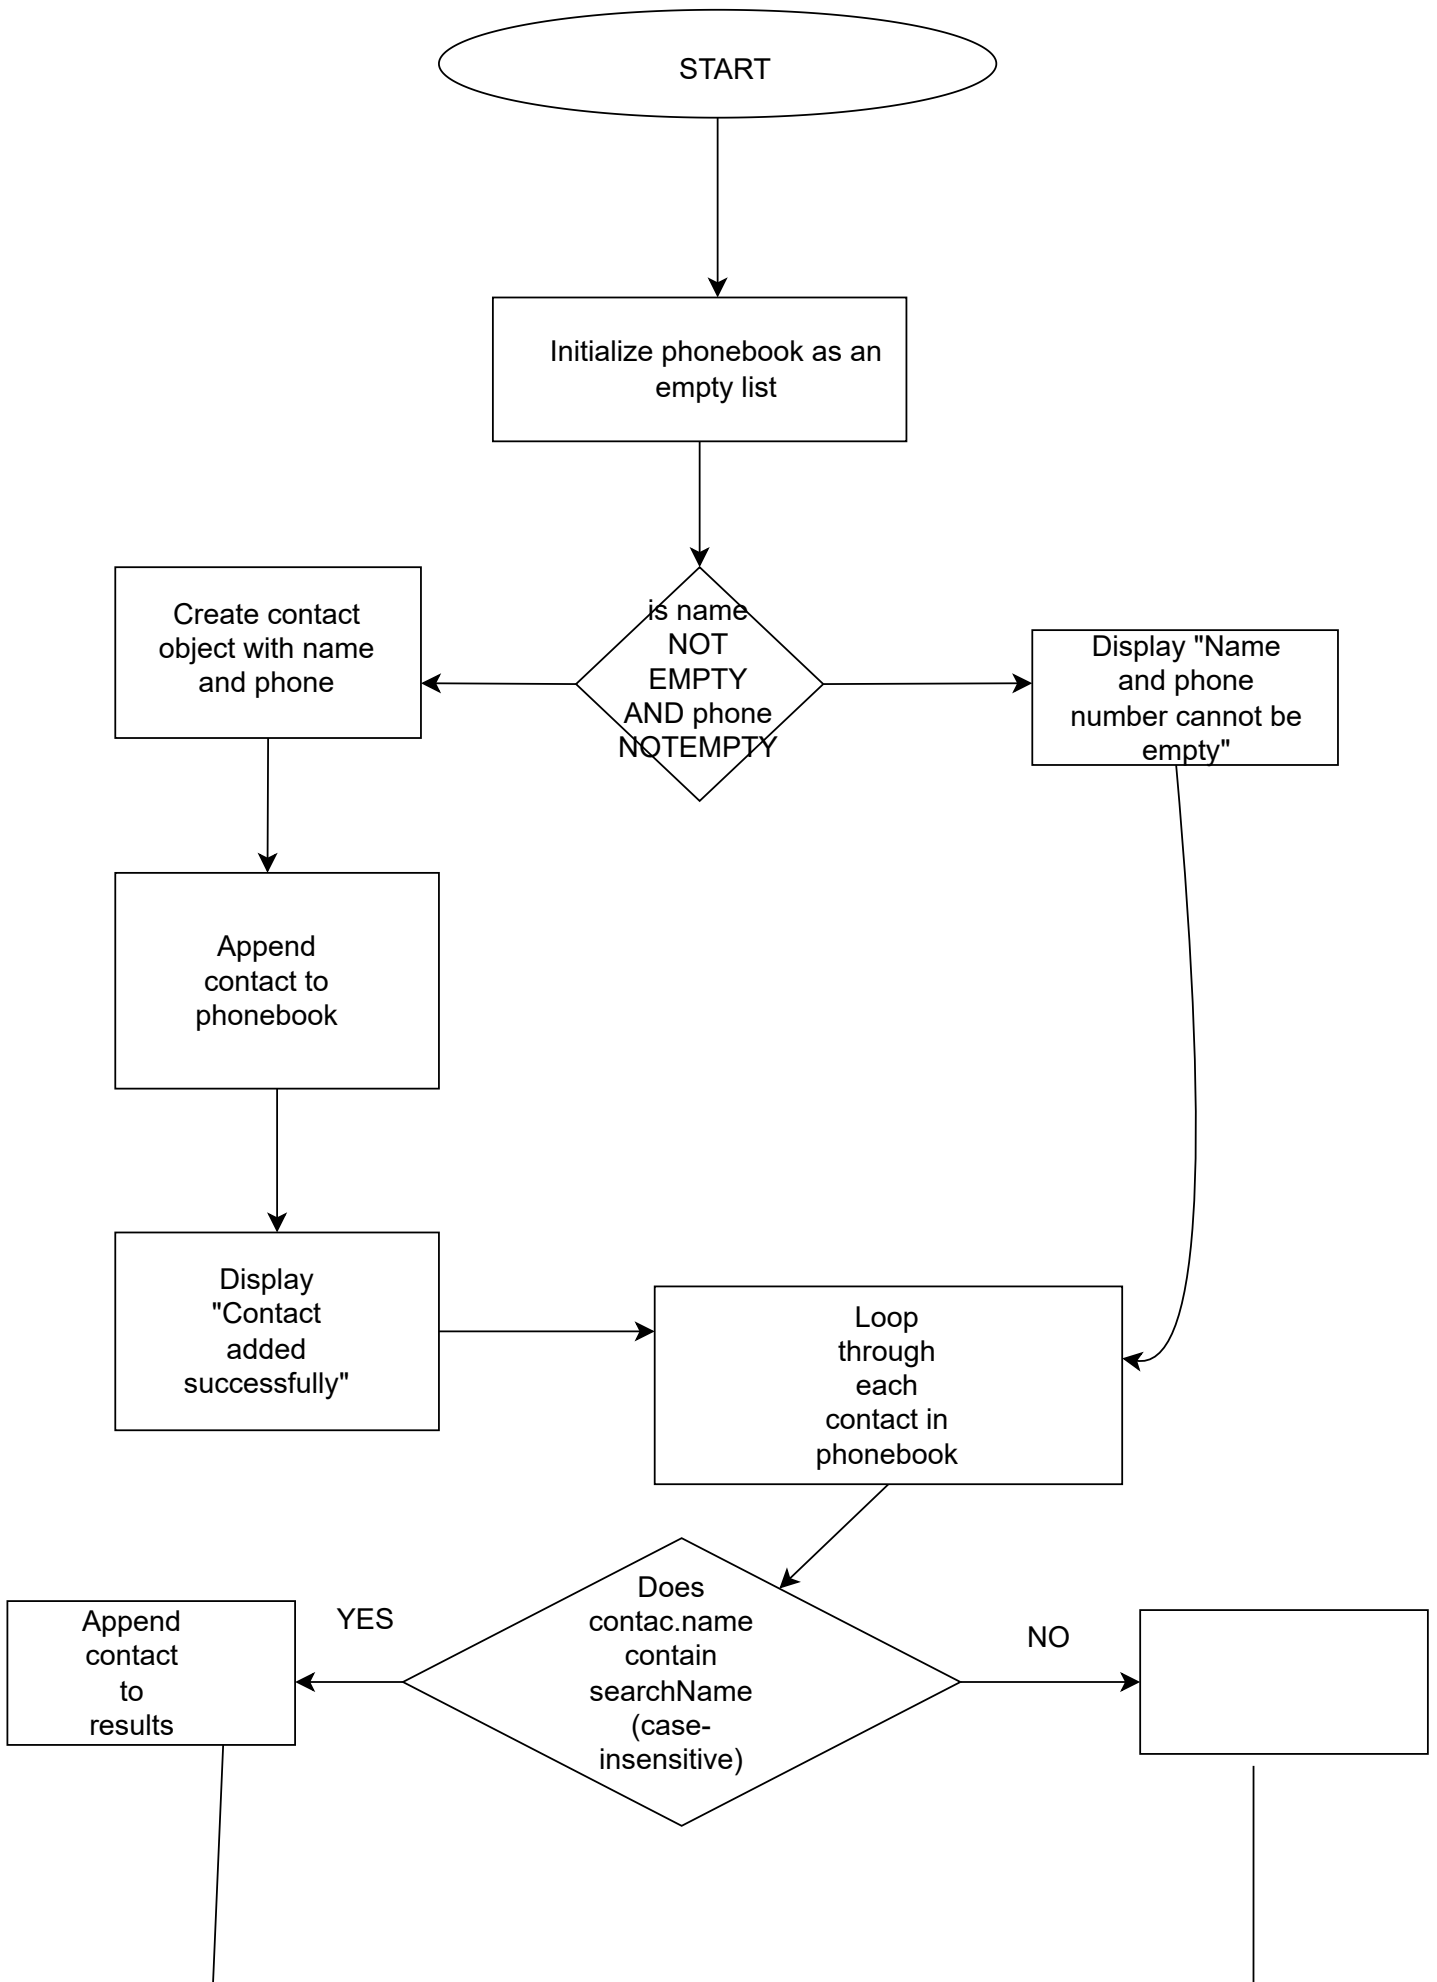 START
Initialize phonebook as an
empty list
Create contact
object with name
and phone
is name
NOT
EMPTY
AND phone
NOTEMPTY
Display "Name
and phone
number cannot be
empty"
Append
contact to
phonebook
Display
"Contact
added
successfully"
Loop
through
each
contact in
phonebook
Append
contact
to
results
YES
Does
contac.name
contain
searchName
(case-
insensitive)
NO